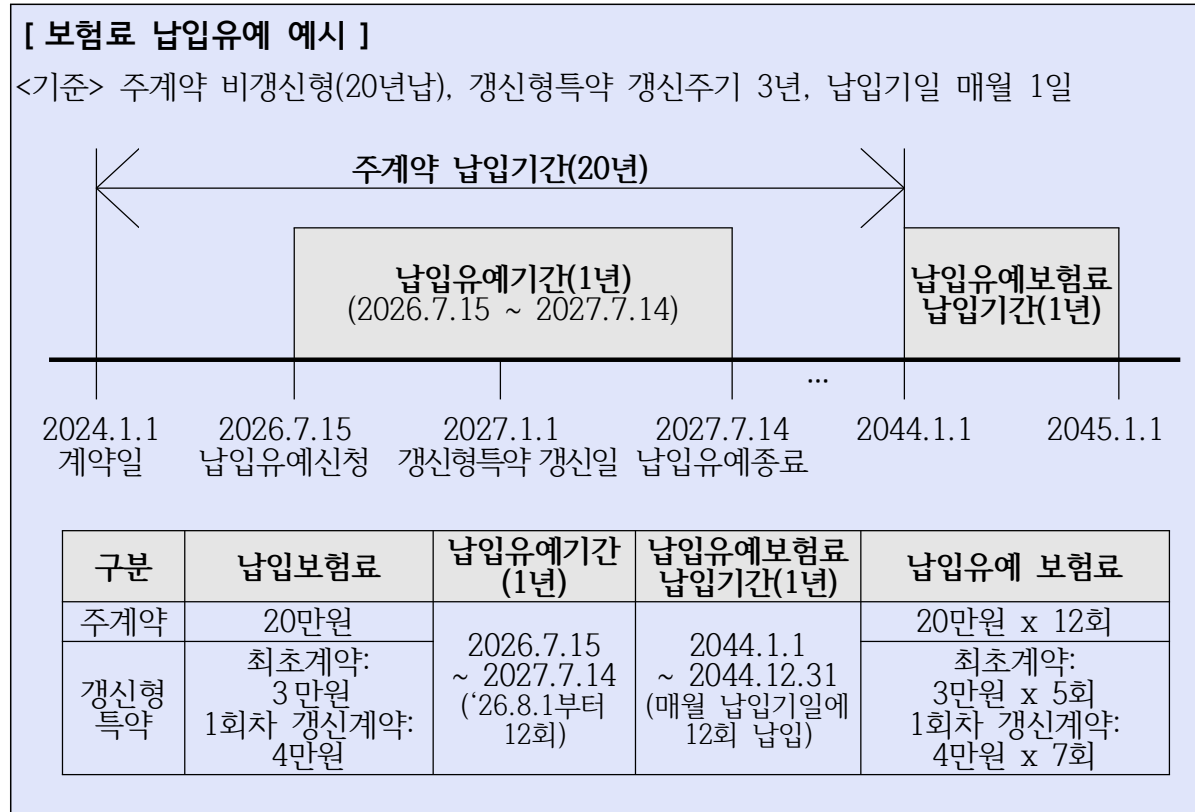 [ 보험료 납입유예 예시 ]
<기준> 주계약 비갱신형(20년납), 갱신형특약 갱신주기 3년, 납입기일 매월 1일
주계약 납입기간(20년)
납입유예기간(1년)
(2026.7.15 ~ 2027.7.14)
납입유예보험료
납입기간(1년)
...
2024.1.1
계약일
2026.7.15
납입유예신청
2027.1.1
갱신형특약 갱신일
2027.7.14
납입유예종료
2044.1.1
2045.1.1
구분
납입보험료
납입유예기간
(1년)
납입유예보험료
납입기간(1년)
납입유예 보험료
주계약
20만원
2026.7.15
~ 2027.7.14
(‘26.8.1부터
12회)
2044.1.1
~ 2044.12.31
(매월 납입기일에
12회 납입)
20만원 x 12회
갱신형
특약
최초계약:
3만원
1회차 갱신계약:
4만원
최초계약:
3만원 x 5회
1회차 갱신계약:
4만원 x 7회